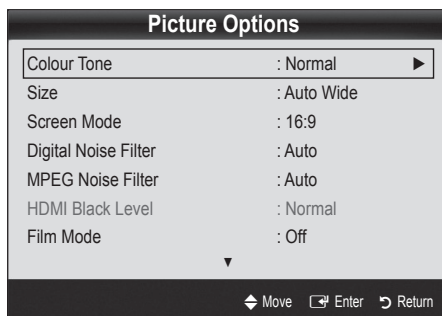 Picture Options
Colour Tone : Normal ▶
Size : Auto Wide
Screen Mode : 16:9
Digital Noise Filter : Auto
MPEG Noise Filter : Auto
HDMI Black Level : Normal
Film Mode : Off
▼
Move Enter Return